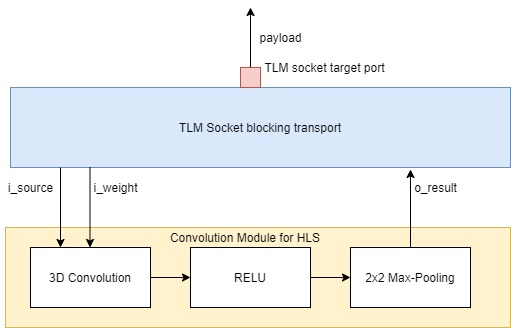 payload
TLM socket target port
TLM Socket blocking transport
i_source
i_weight
o_result
Convolution Module for HLS
3D Convolution
RELU
2x2 Max-Pooling